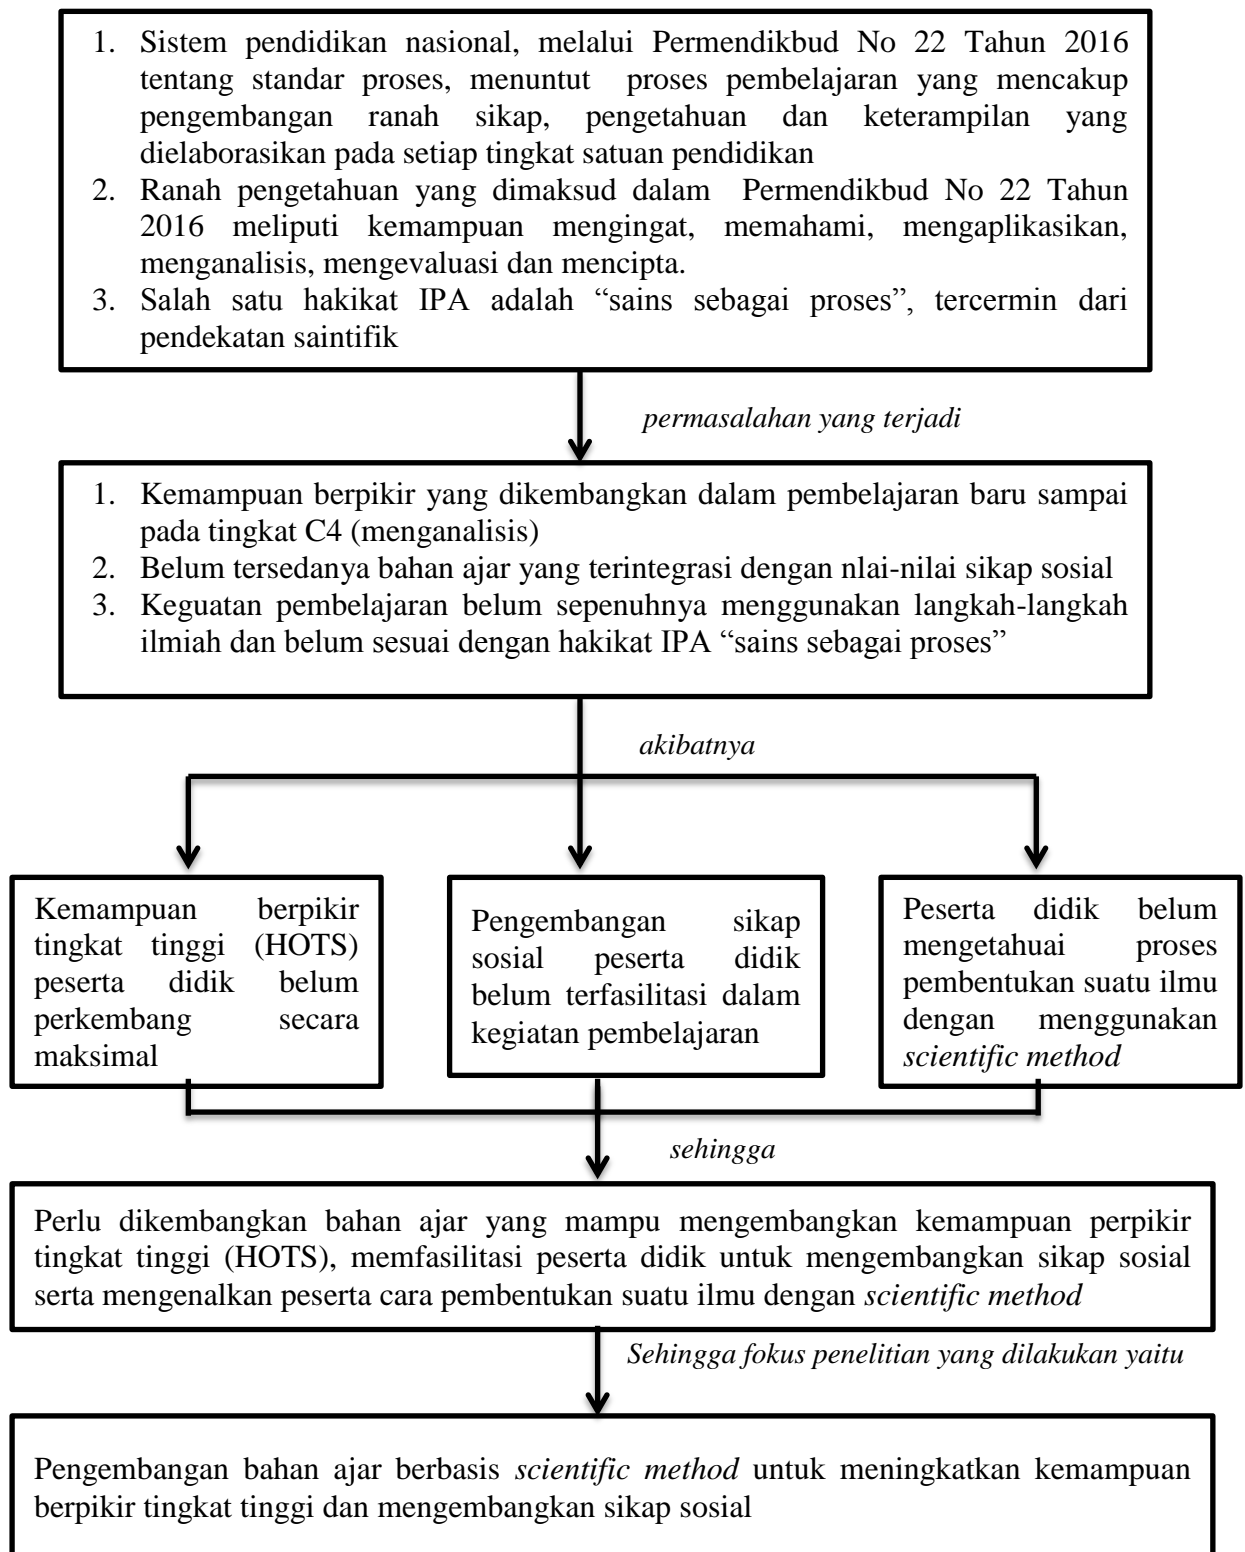 1. Sistem pendidikan nasional, melalui Permendikbud No 22 Tahun 2016
tentang standar proses, menuntut proses pembelajaran yang mencakup
pengembangan ranah sikap, pengetahuan dan keterampilan yang
dielaborasikan pada setiap tingkat satuan pendidikan
2. Ranah pengetahuan yang dimaksud dalam Permendikbud No 22 Tahun
2016 meliputi kemampuan mengingat, memahami, mengaplikasikan,
menganalisis, mengevaluasi dan mencipta.
3. Salah satu hakikat IPA adalah “sains sebagai proses”, tercermin dari
pendekatan saintifik
permasalahan yang terjadi
1. Kemampuan berpikir yang dikembangkan dalam pembelajaran baru sampai
pada tingkat C4 (menganalisis)
2. Belum tersedanya bahan ajar yang terintegrasi dengan nlai-nilai sikap sosial
3. Keguatan pembelajaran belum sepenuhnya menggunakan langkah-langkah
ilmiah dan belum sesuai dengan hakikat IPA “sains sebagai proses”
akibatnya
Kemampuan berpikir
tingkat tinggi (HOTS)
peserta didik belum
perkembang secara
maksimal
Pengembangan sikap
sosial peserta didik
belum terfasilitasi dalam
kegiatan pembelajaran
Peserta didik belum
mengetahuai proses
pembentukan suatu ilmu
dengan menggunakan
scientific method
sehingga
Perlu dikembangkan bahan ajar yang mampu mengembangkan kemampuan perpikir
tingkat tinggi (HOTS), memfasilitasi peserta didik untuk mengembangkan sikap sosial
serta mengenalkan peserta cara pembentukan suatu ilmu dengan scientific method
Sehingga fokus penelitian yang dilakukan yaitu
Pengembangan bahan ajar berbasis scientific method untuk meningkatkan kemampuan
berpikir tingkat tinggi dan mengembangkan sikap sosial